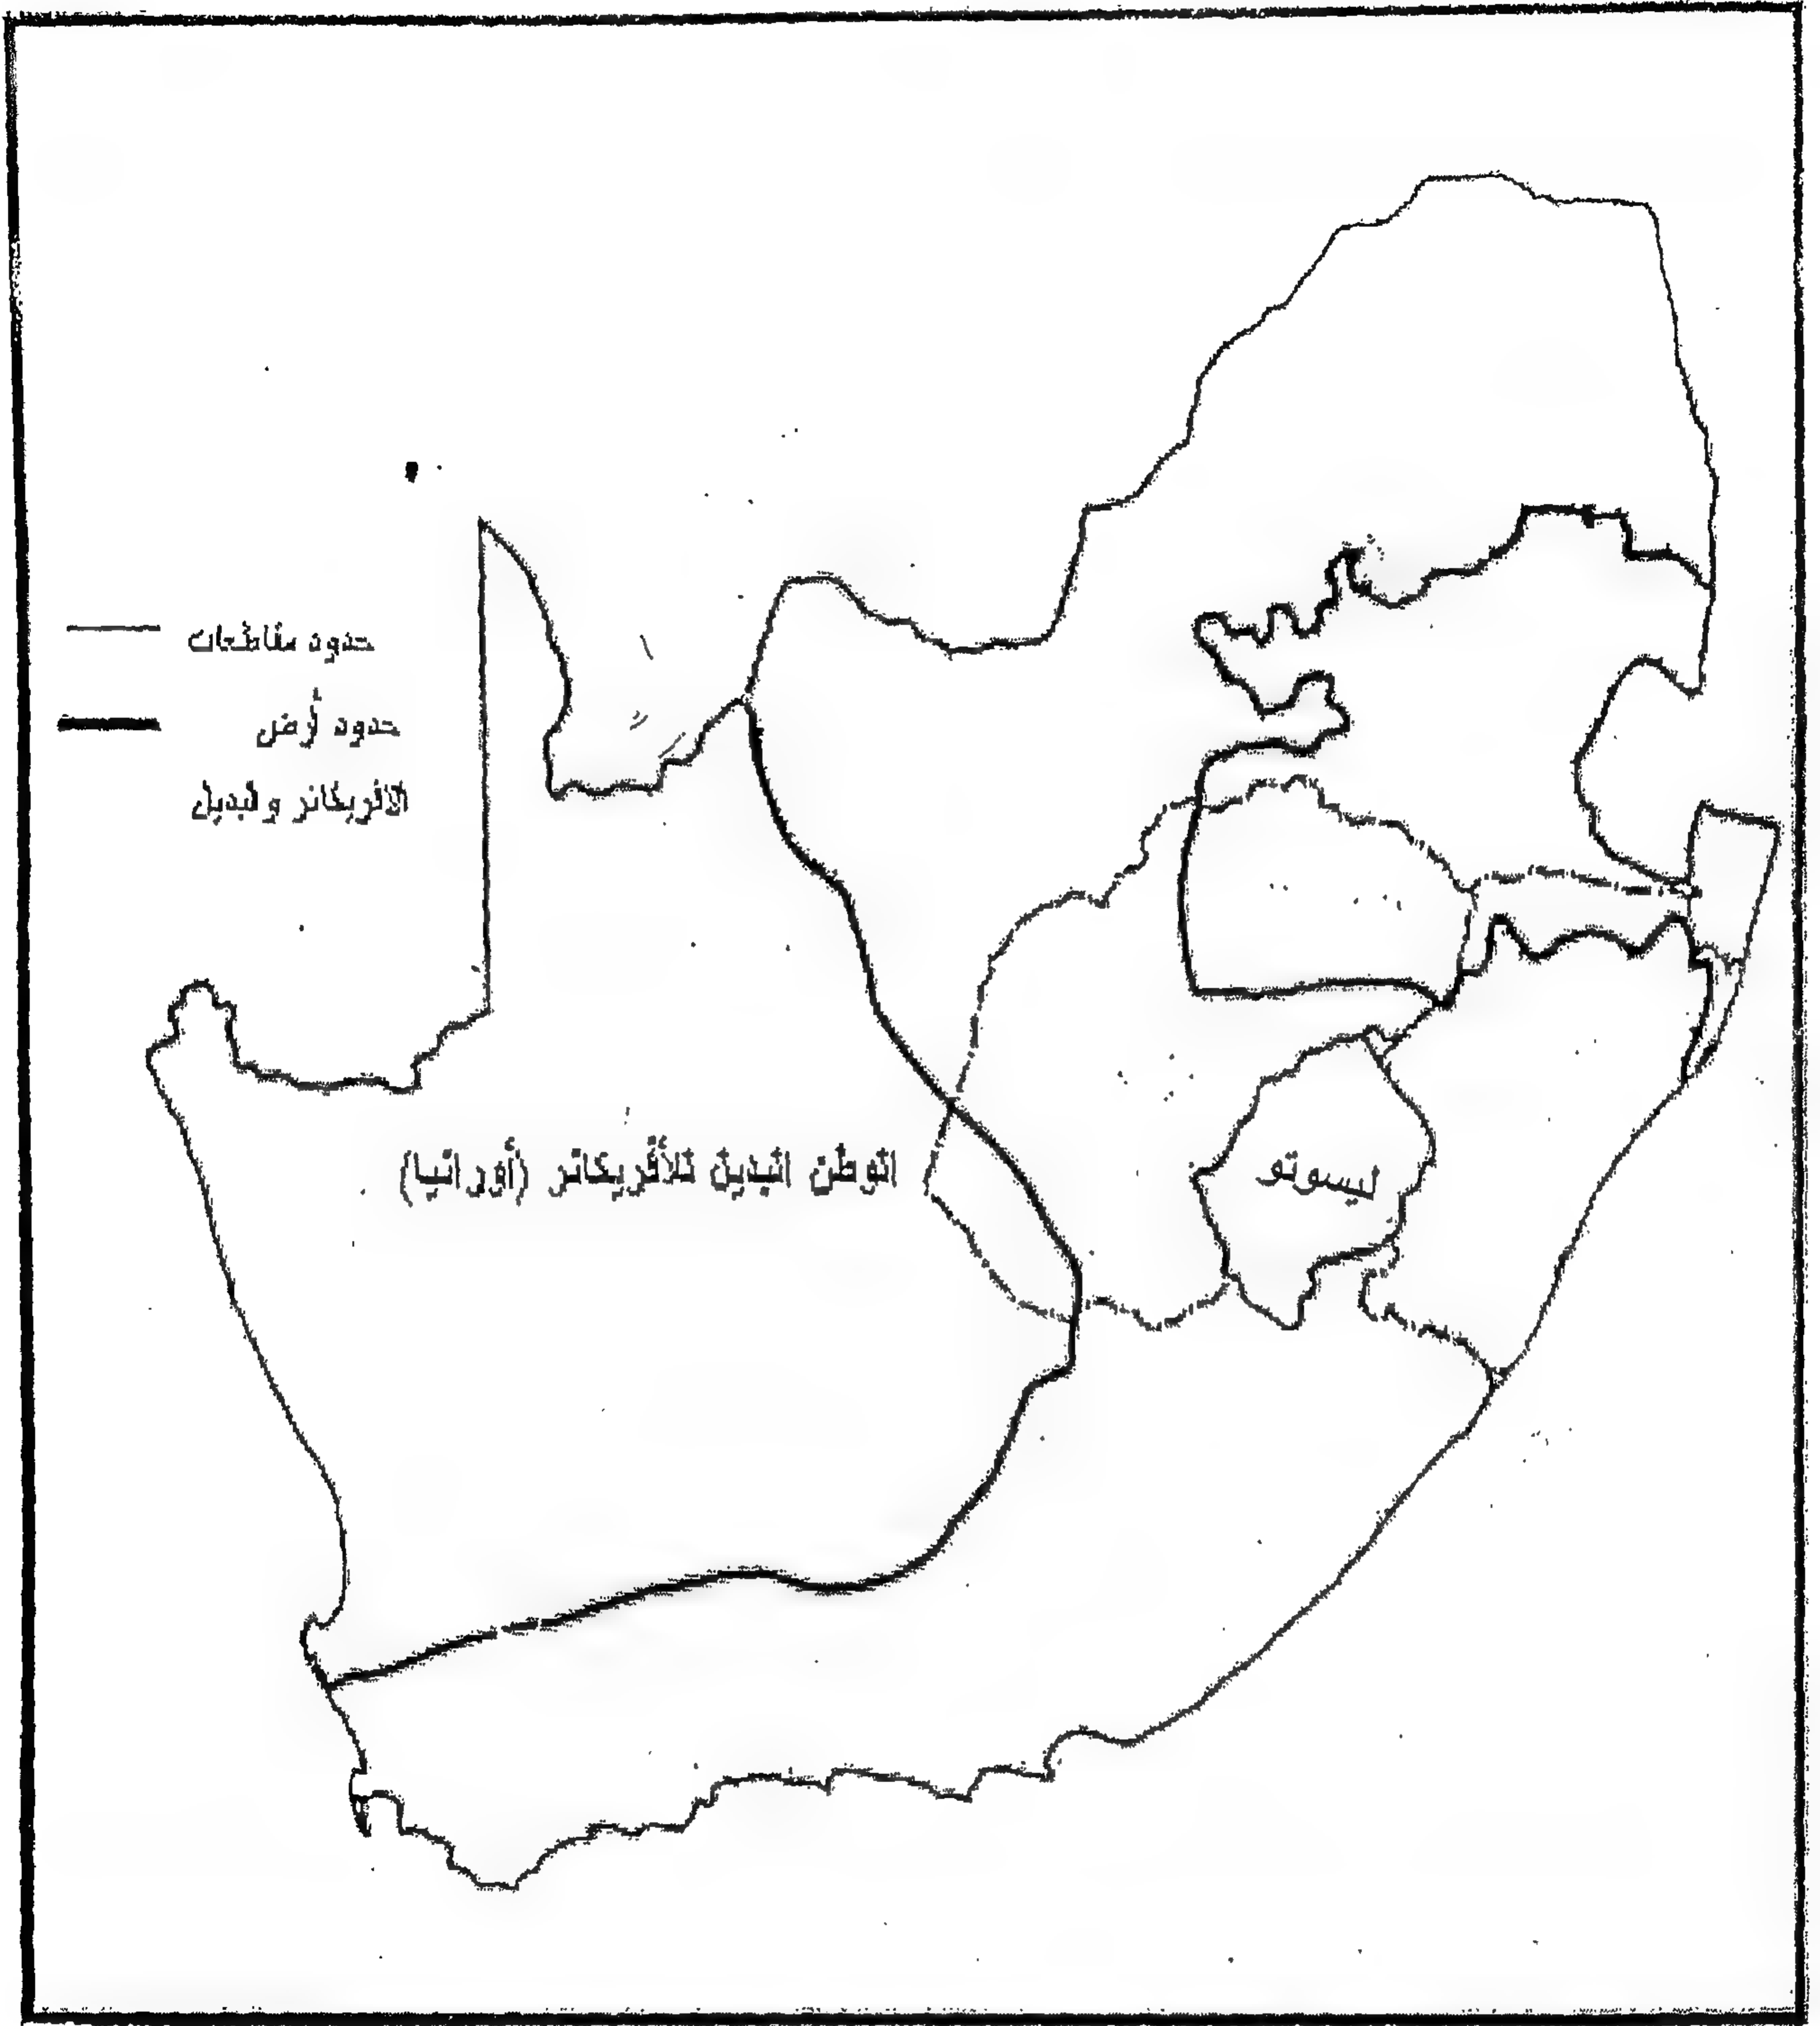 حدود مقاطعات
حدود أرض
الأفريكانر والبديل
الوطن البديل للأفريكانر (أورانيا)
ليسوتو